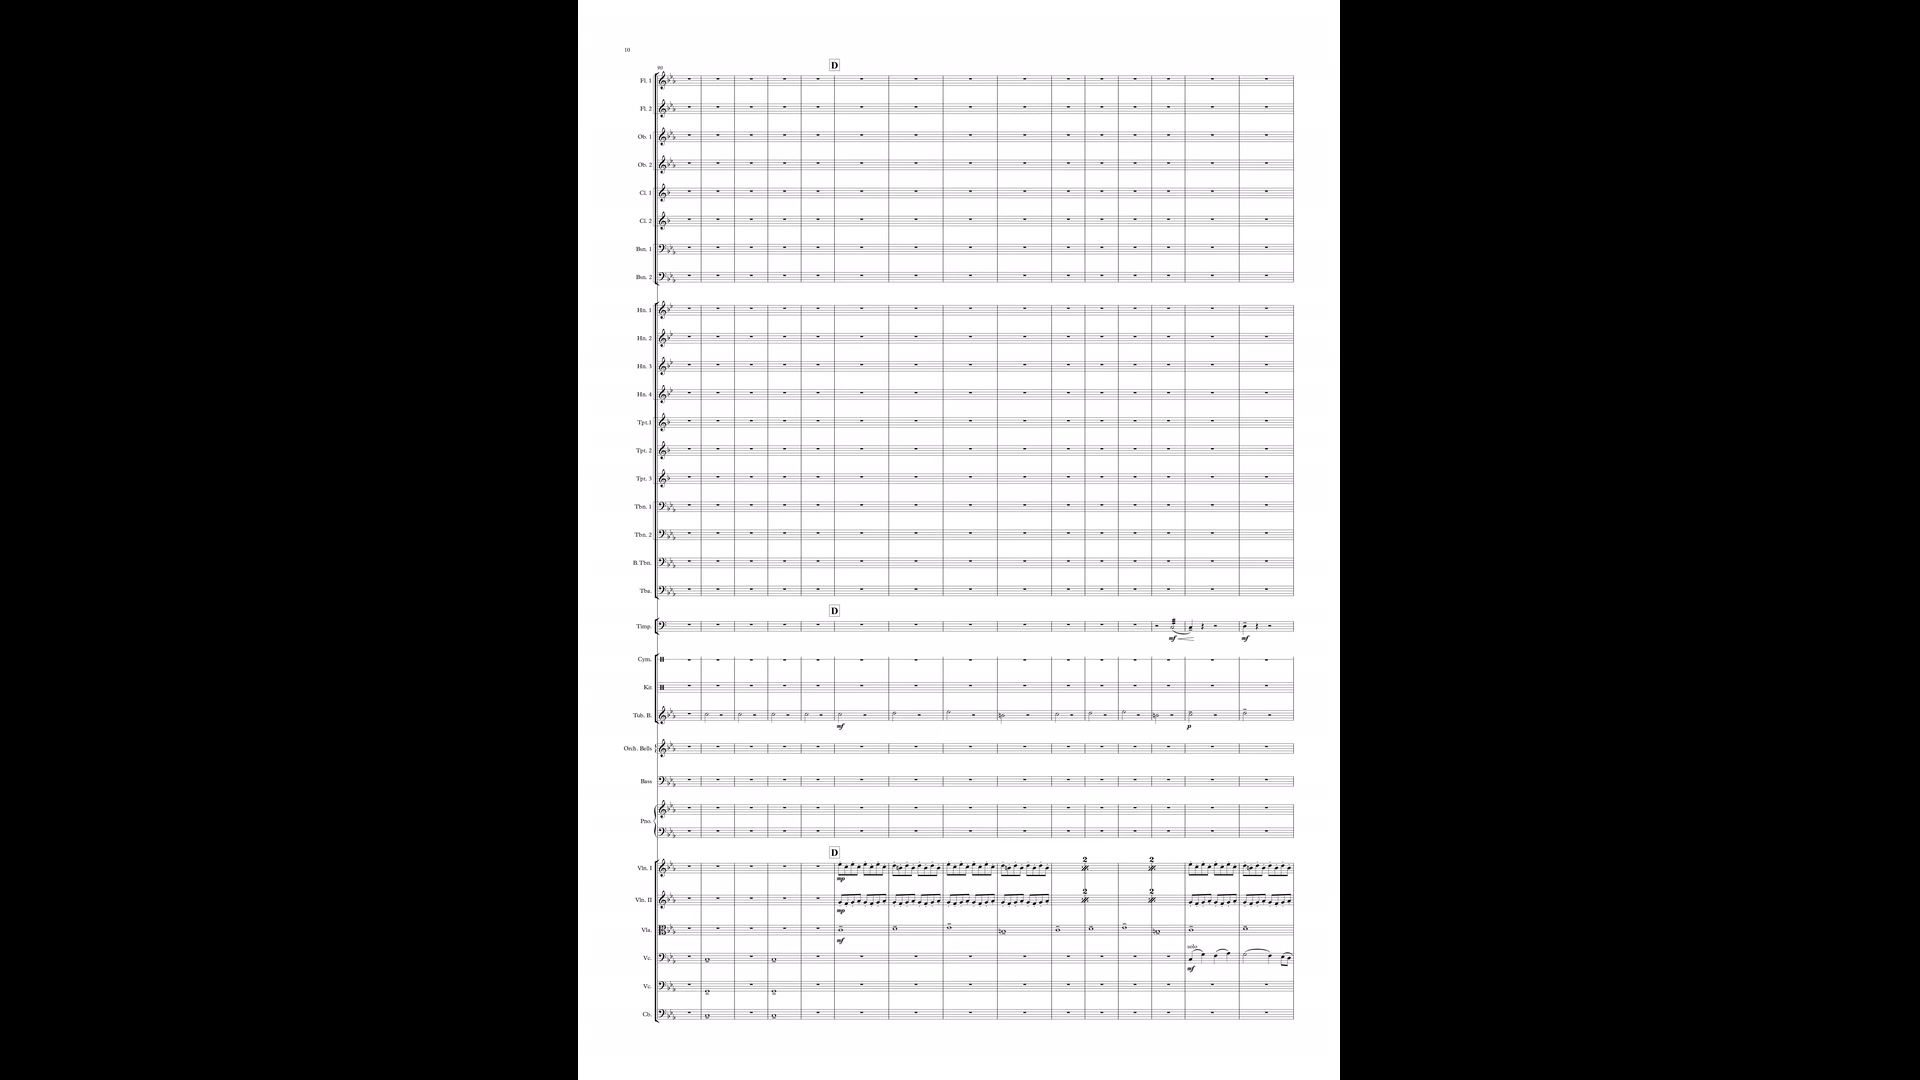 10
90
D
Fl. 1
Fl. 2
Ob. 1
Ob. 2
Cl. 1
Cl. 2
Bsn. 1
Bsn. 2
Hn. 1
Hn. 2
Hn. 3
Hn. 4
Tpt.1
Tpt. 2
Tpt. 3
Tbn. 1
Tbn. 2
B. Tbn.
Tba.
D
Timp.
mf mf
Cym.
Kit
Tub. B.
mf p
Orch. Bells
Bass
Pno.
D
2 2
Vln. I
mp
2 2
Vln. II
mp
Vla.
mf
solo
Vc.
mf
Vc.
Cb.